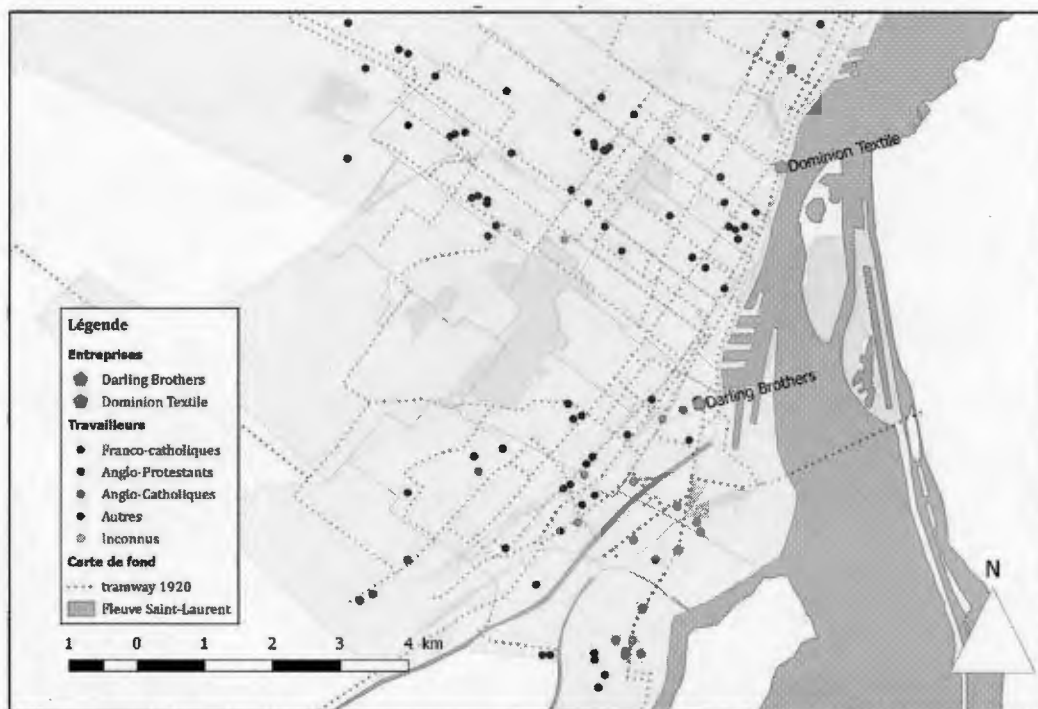 Dominion Textile
Darling Brothers
Légende
Entreprises
Darling Brothers
Dominion Textile
Travailleurs
Franco-catholiques
Anglo-Protestants
Anglo-Catholiques
Autres
Inconnus
Carte de fond
tramway 1920
Fleuve Saint-Laurent
1 0 1 2 3 4 km
N